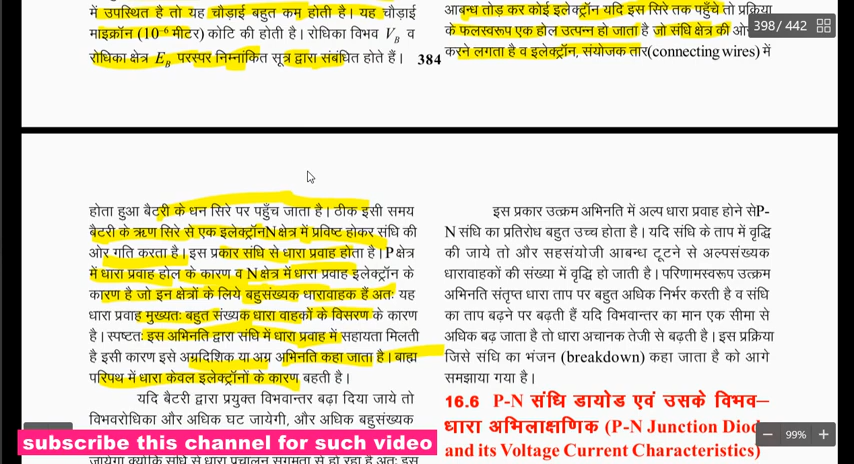 में उपस्थित है तो यह चौड़ाई बहुत कम होती है। यह चौड़ाई
माइक्रॉन (10⁻⁶ मीटर) कोटि की होती है। रोधिका विभव V_B व
रोधिका क्षेत्र E_B परस्पर निम्नांकित सूत्र द्वारा संबंधित होते हैं।
384
आबन्ध तोड़ कर कोई इलेक्ट्रॉन यदि इस सिरे तक पहुँचे तो प्रक्रिया
के फलस्वरूप एक होल उत्पन्न हो जाता है जो संधि क्षेत्र की ओ
करने लगता है व इलेक्ट्रॉन, संयोजक तार(connecting wires) में
398 / 442
होता हुआ बैटरी के धन सिरे पर पहुँच जाता है। ठीक इसी समय
बैटरी के ऋण सिरे से एक इलेक्ट्रॉनN क्षेत्र में प्रविष्ट होकर संधि की
ओर गति करता है। इस प्रकार संधि से धारा प्रवाह होता है।P क्षेत्र
में धारा प्रवाह होल के कारण व N क्षेत्र में धारा प्रवाह इलेक्ट्रॉन के
कारण है जो इन क्षेत्रों के लिये बहुसंख्यक धारावाहक हैं अतः यह
धारा प्रवाह मुख्यतः बहुत संख्यक धारा वाहकों के विसरण के कारण
है। स्पष्टतः इस अभिनति द्वारा संधि में धारा प्रवाह में सहायता मिलती
है इसी कारण इसे अग्रदिशिक या अग्र अभिनति कहा जाता है। बाह्य
परिपथ में धारा केवल इलेक्ट्रोंनों के कारण बहती है।
यदि बैटरी द्वारा प्रयुक्त विभवान्तर बढ़ा दिया जाये तो
विभवरोधिका और अधिक घट जायेगी, और अधिक बहुसंख्यक
इस प्रकार उत्क्रम अभिनति में अल्प धारा प्रवाह होने सेP-
N संधि का प्रतिरोध बहुत उच्च होता है। यदि संधि के ताप में वृद्धि
की जाये तो और सहसंयोजी आबन्ध टूटने से अल्पसंख्यक
धारावाहकों की संख्या में वृद्धि हो जाती है। परिणामस्वरूप उत्क्रम
अभिनति संतृप्त धारा ताप पर बहुत अधिक निर्भर करती है व संधि
का ताप बढ़ने पर बढ़ती हैं यदि विभवान्तर का मान एक सीमा से
अधिक बढ़ जाता है तो धारा अचानक तेजी से बढ़ती है। इस प्रक्रिया
जिसे संधि का भंजन (breakdown) कहा जाता है को आगे
समझाया गया है।
16.6 P-N संधि डायोड एवं उसके विभव–
धारा अभिलाक्षणिक (P-N Junction Diod
and its Voltage Current Characteristics)
99%
subscribe this channel for such video